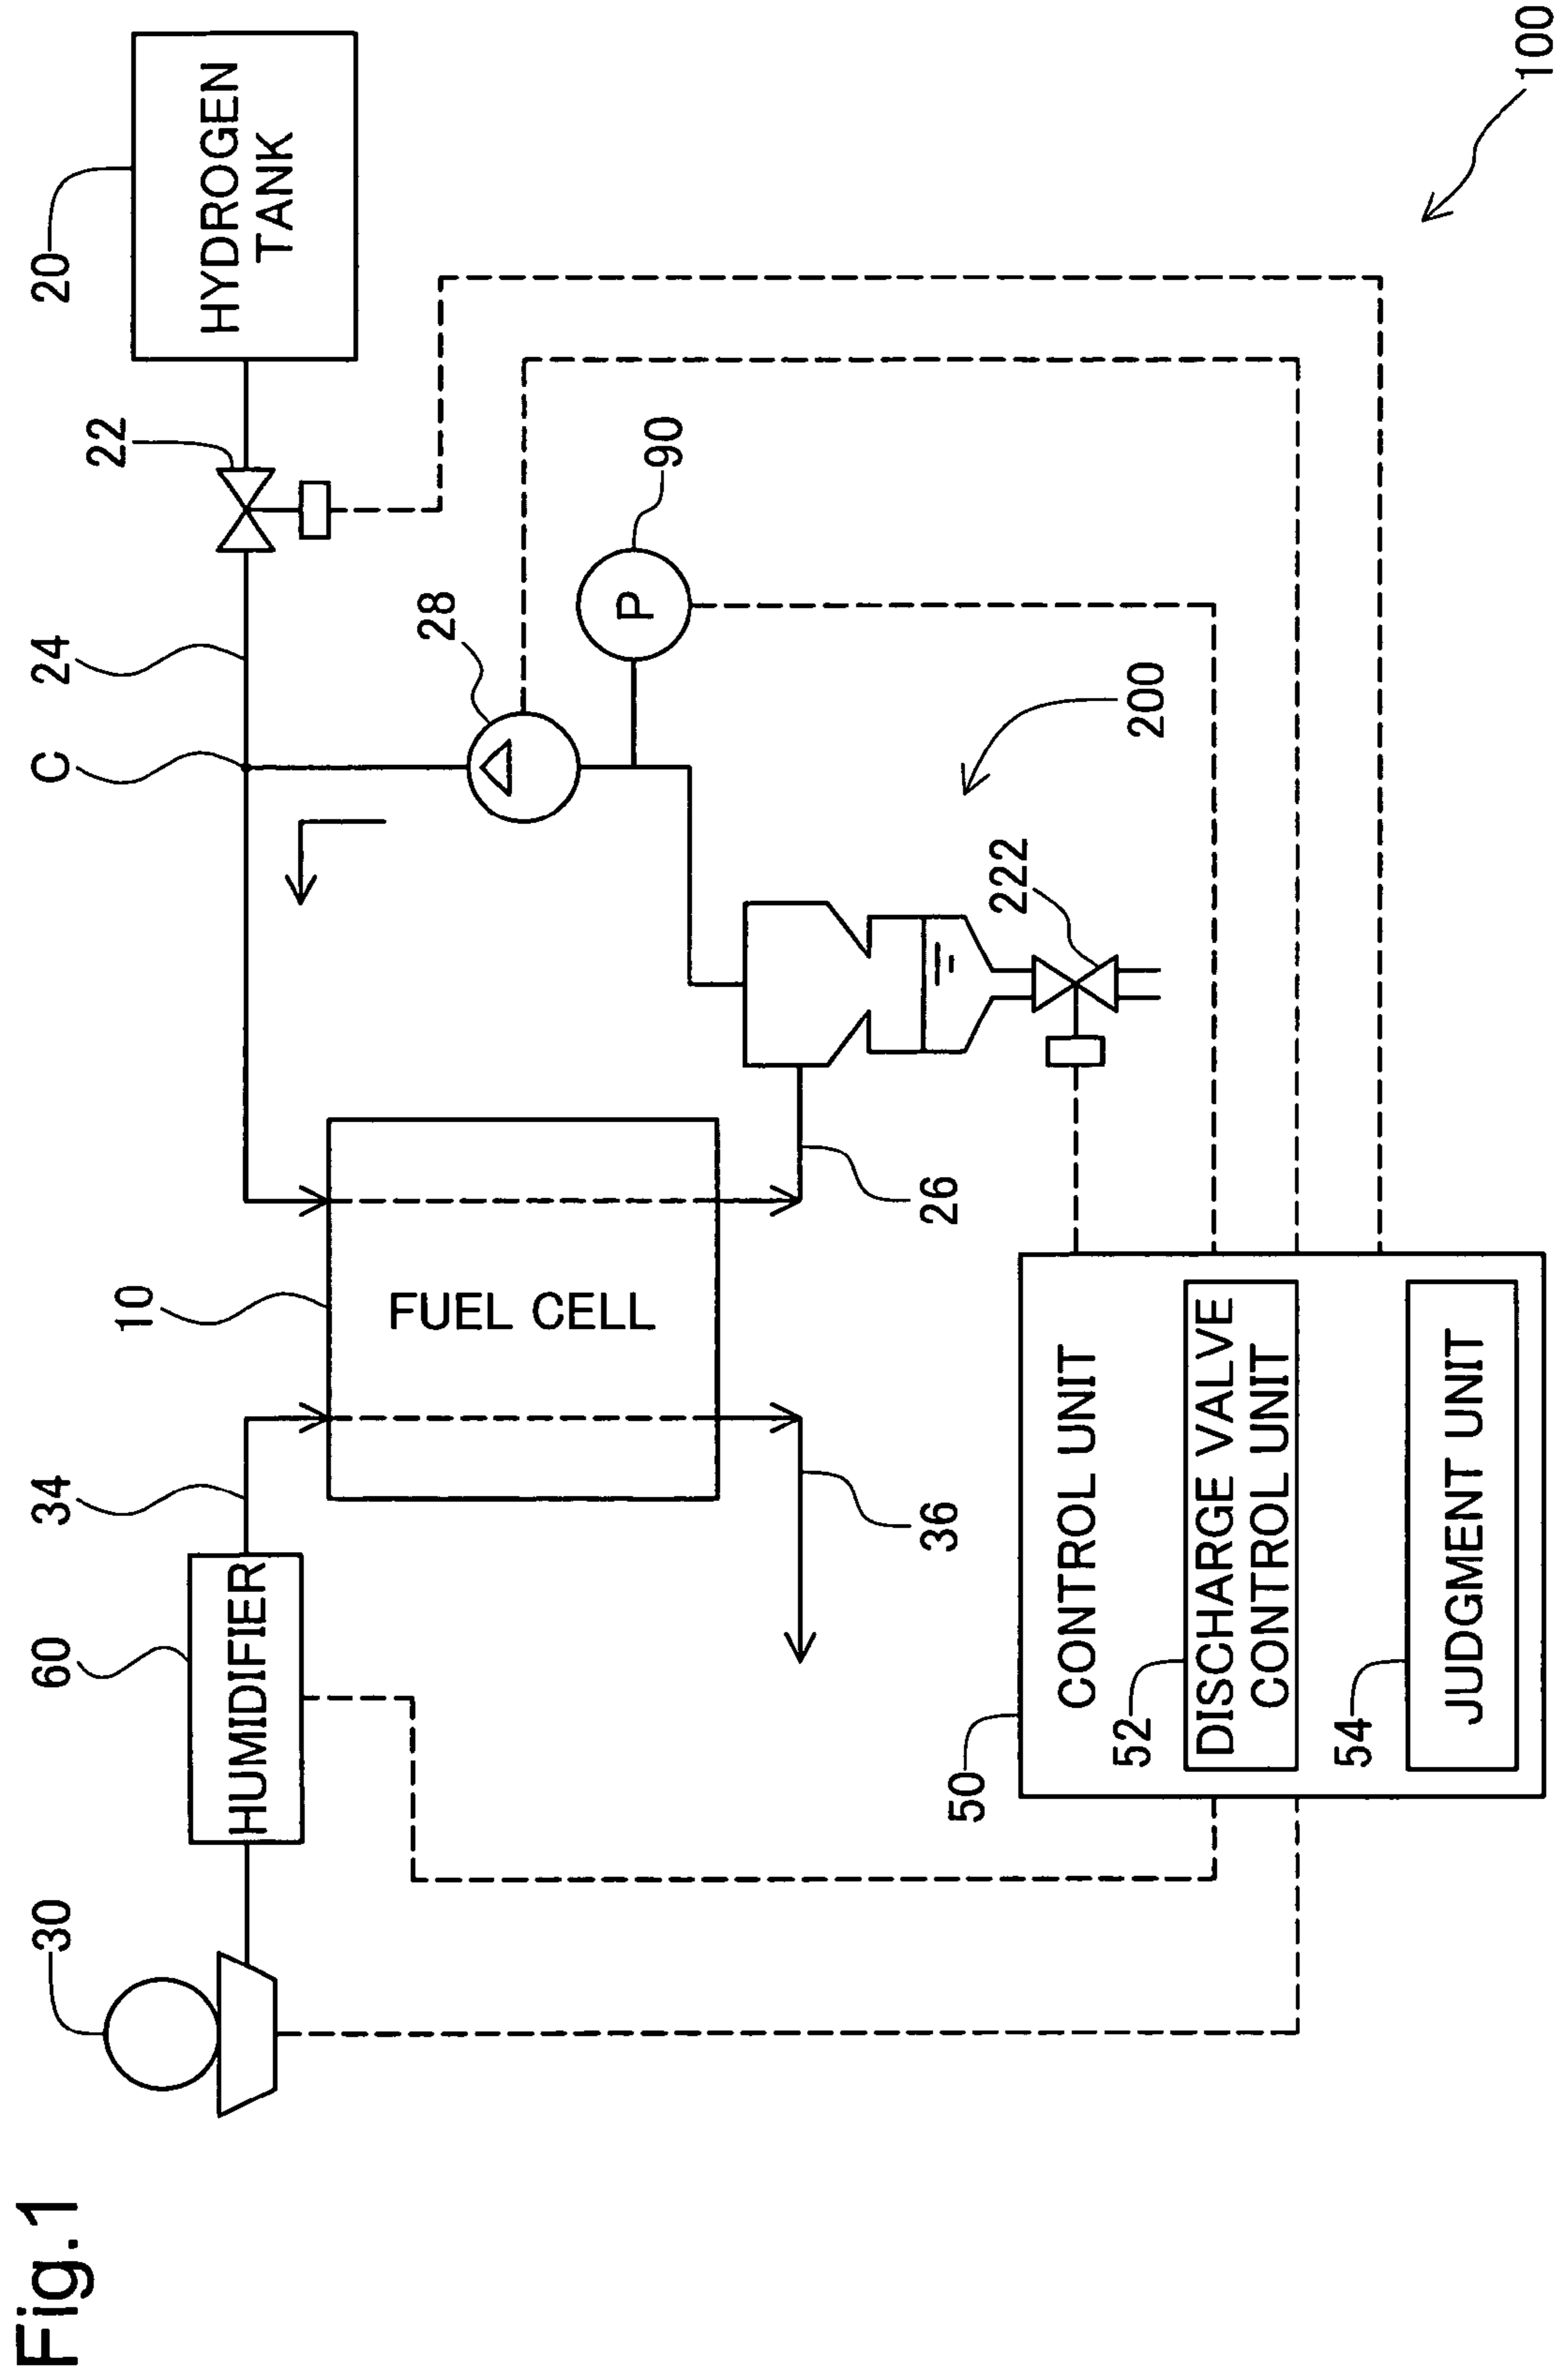 Fig.1
30
60
34
10
C
24
22
20
HUMIDIFIER
HYDROGEN
TANK
28
90
P
FUEL CELL
36
26
222
200
50
CONTROL UNIT
52
DISCHARGE VALVE
CONTROL UNIT
54
JUDGMENT UNIT
100